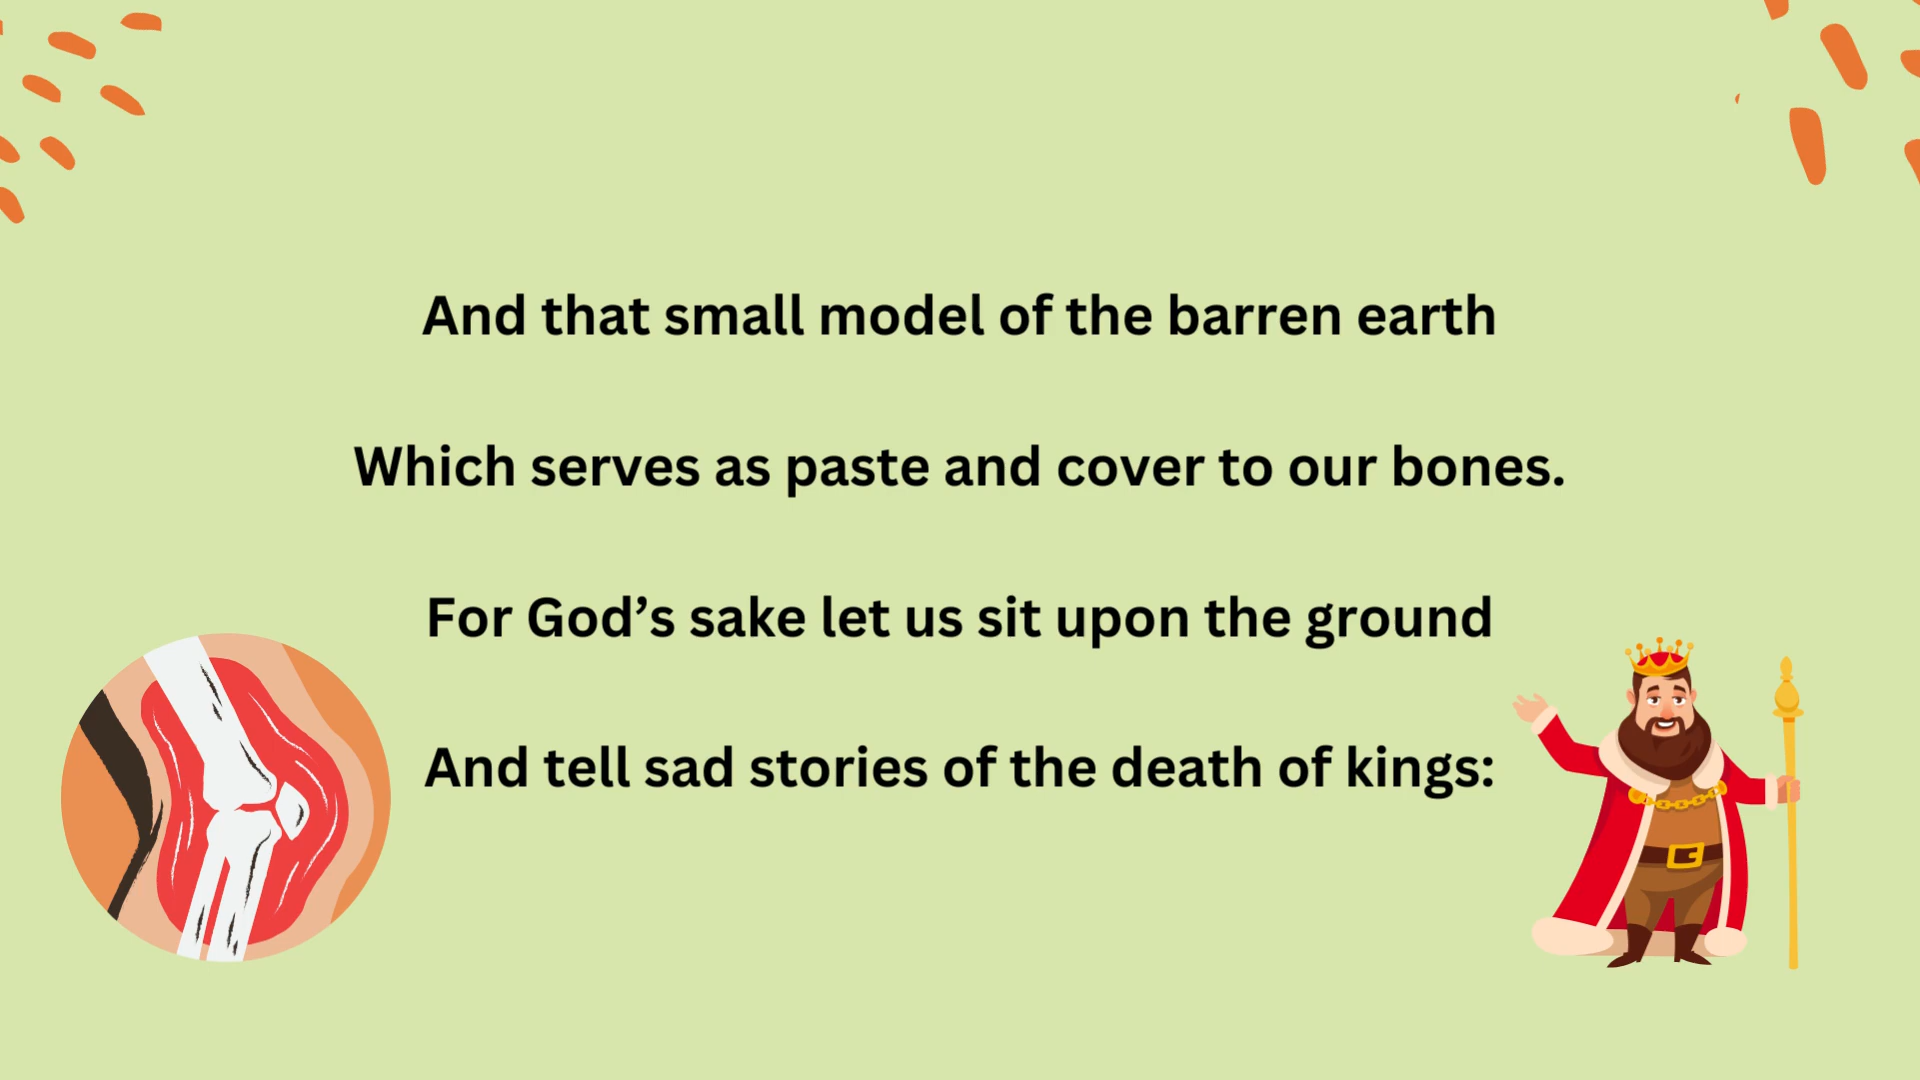 And that small model of the barren earth
Which serves as paste and cover to our bones.
For God’s sake let us sit upon the ground
And tell sad stories of the death of kings: